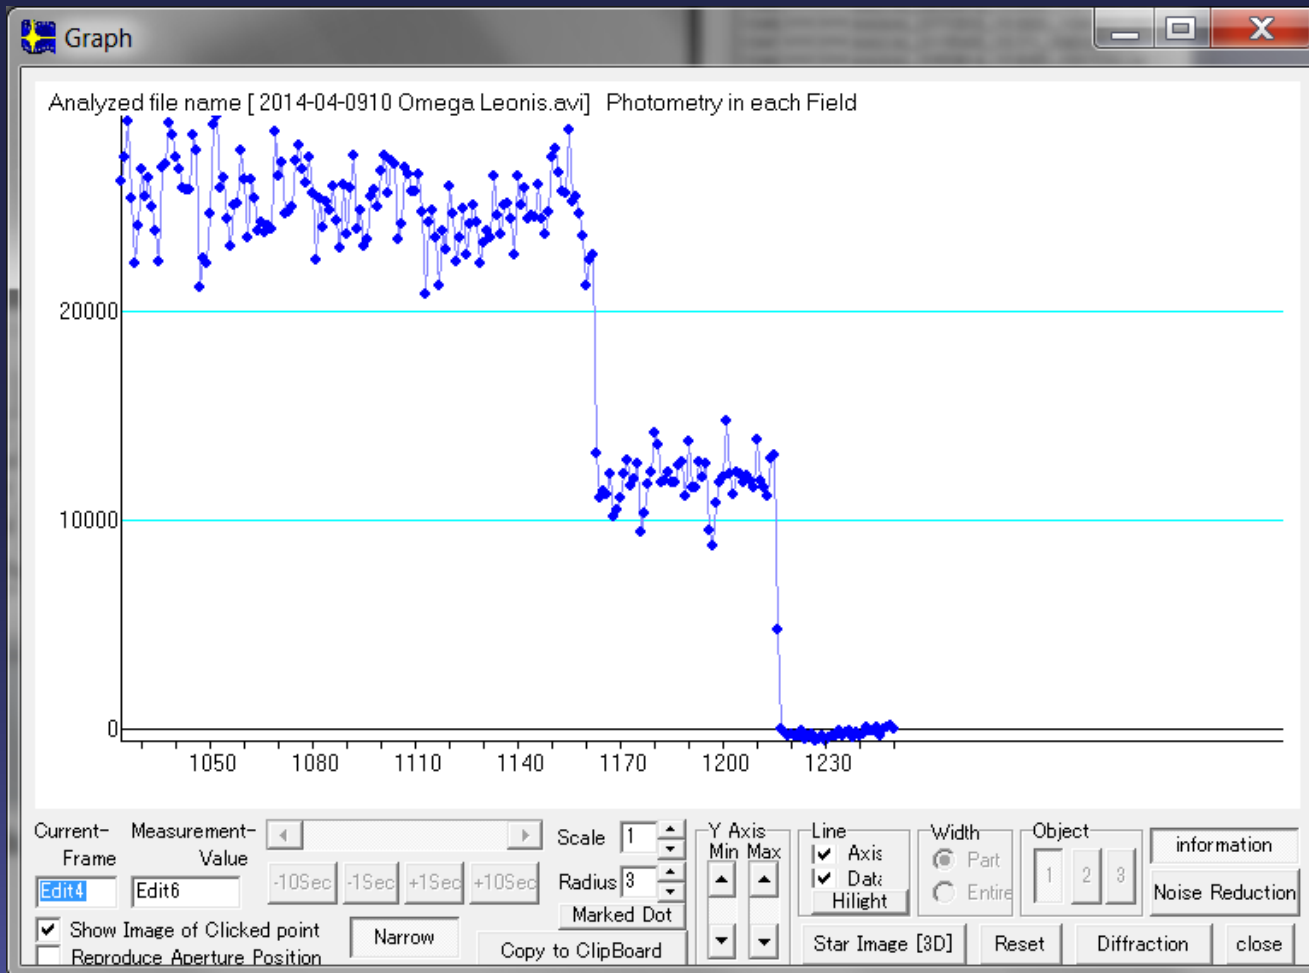 Graph
Analyzed file name [ 2014-04-0910 Omega Leonis.avi] Photometry in each Field
20000
10000
0
1050 1080 1110 1140 1170 1200 1230
Current-Frame
Edit4
Measurement-Value
Edit6
-10Sec -1Sec +1Sec +10Sec
Show Image of Clicked point
Reproduce Aperture Position
Narrow
Scale 1
Radius 3
Marked Dot
Copy to ClipBoard
Y Axis
Min Max
Line
Axis
Data
Hilight
Width
Part
Entire
Object
1 2 3
information
Noise Reduction
Star Image [3D] Reset Diffraction close